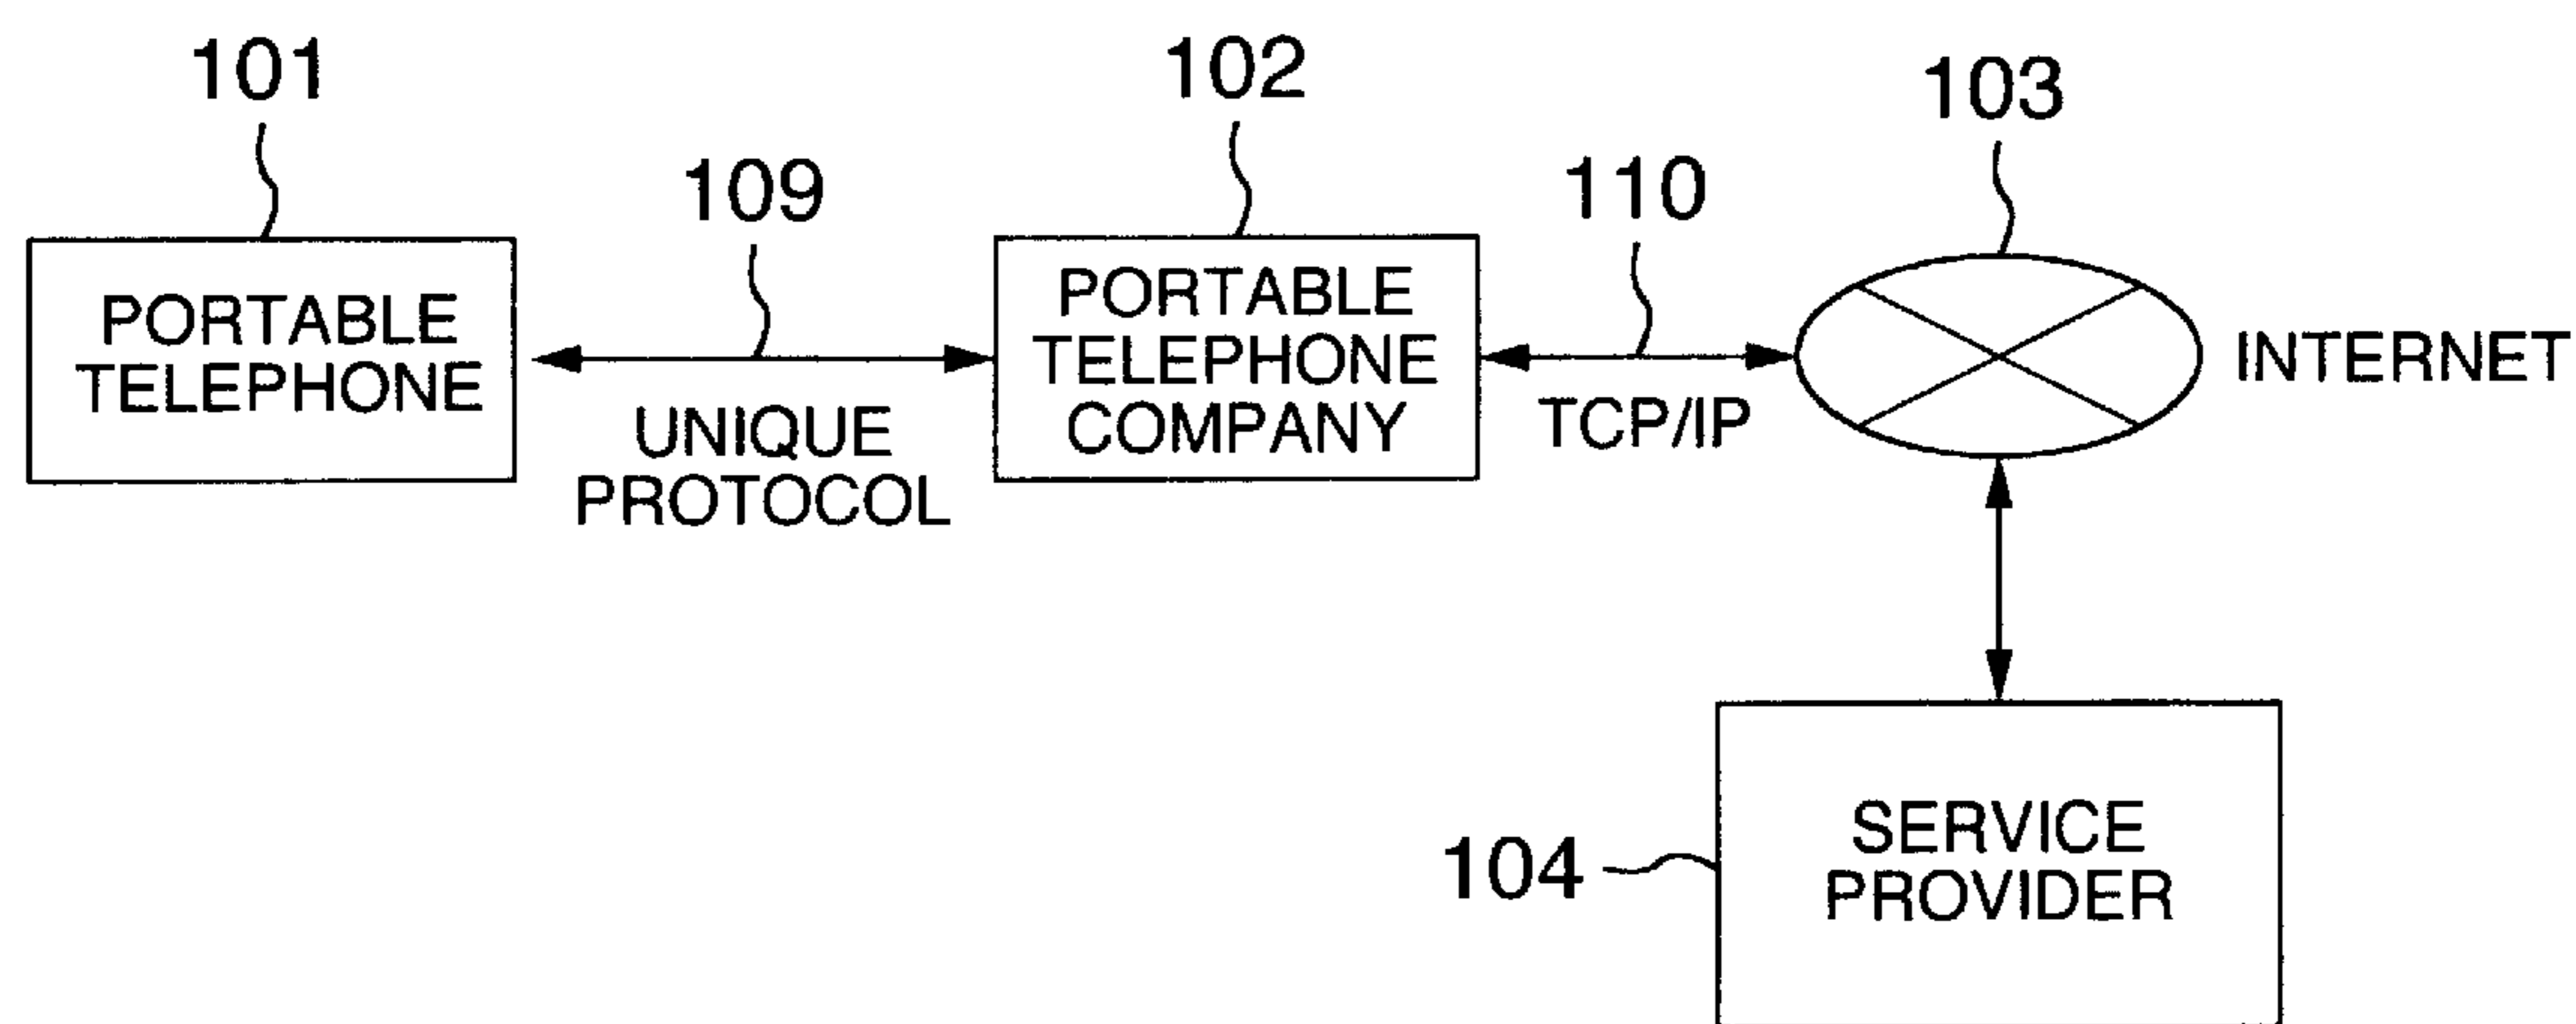 101
102
103
109
110
PORTABLE
TELEPHONE
UNIQUE
PROTOCOL
PORTABLE
TELEPHONE
COMPANY
TCP/IP
INTERNET
104
SERVICE
PROVIDER